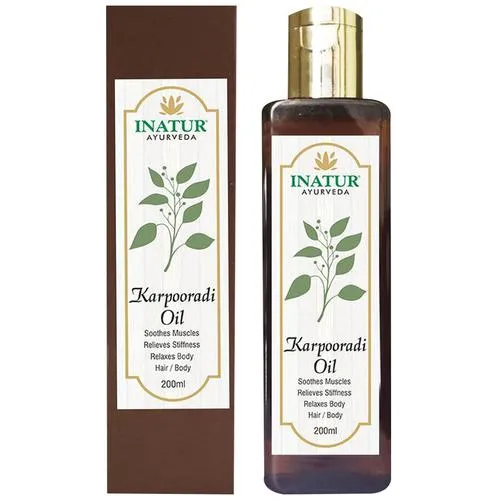 INATUR®
AYURVEDA
Karpooradi
Oil
Soothes Muscles
Relieves Stiffness
Relaxes Body
Hair / Body
200ml
INATUR®
AYURVEDA
Karpooradi
Oil
Soothes Muscles
Relieves Stiffness
Relaxes Body
Hair / Body
200ml